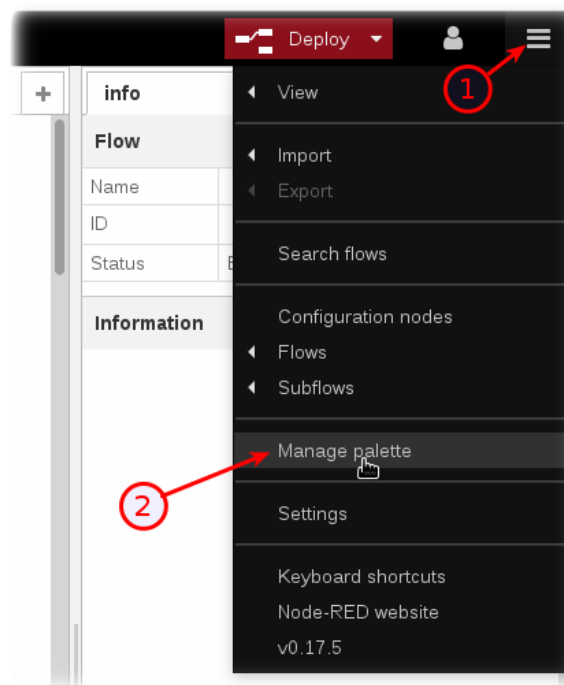 Deploy
1
+
info
View
Flow
Import
Name
Export
ID
Search flows
Status
Information
Configuration nodes
Flows
Subflows
Manage palette
2
Settings
Keyboard shortcuts
Node-RED website
v0.17.5